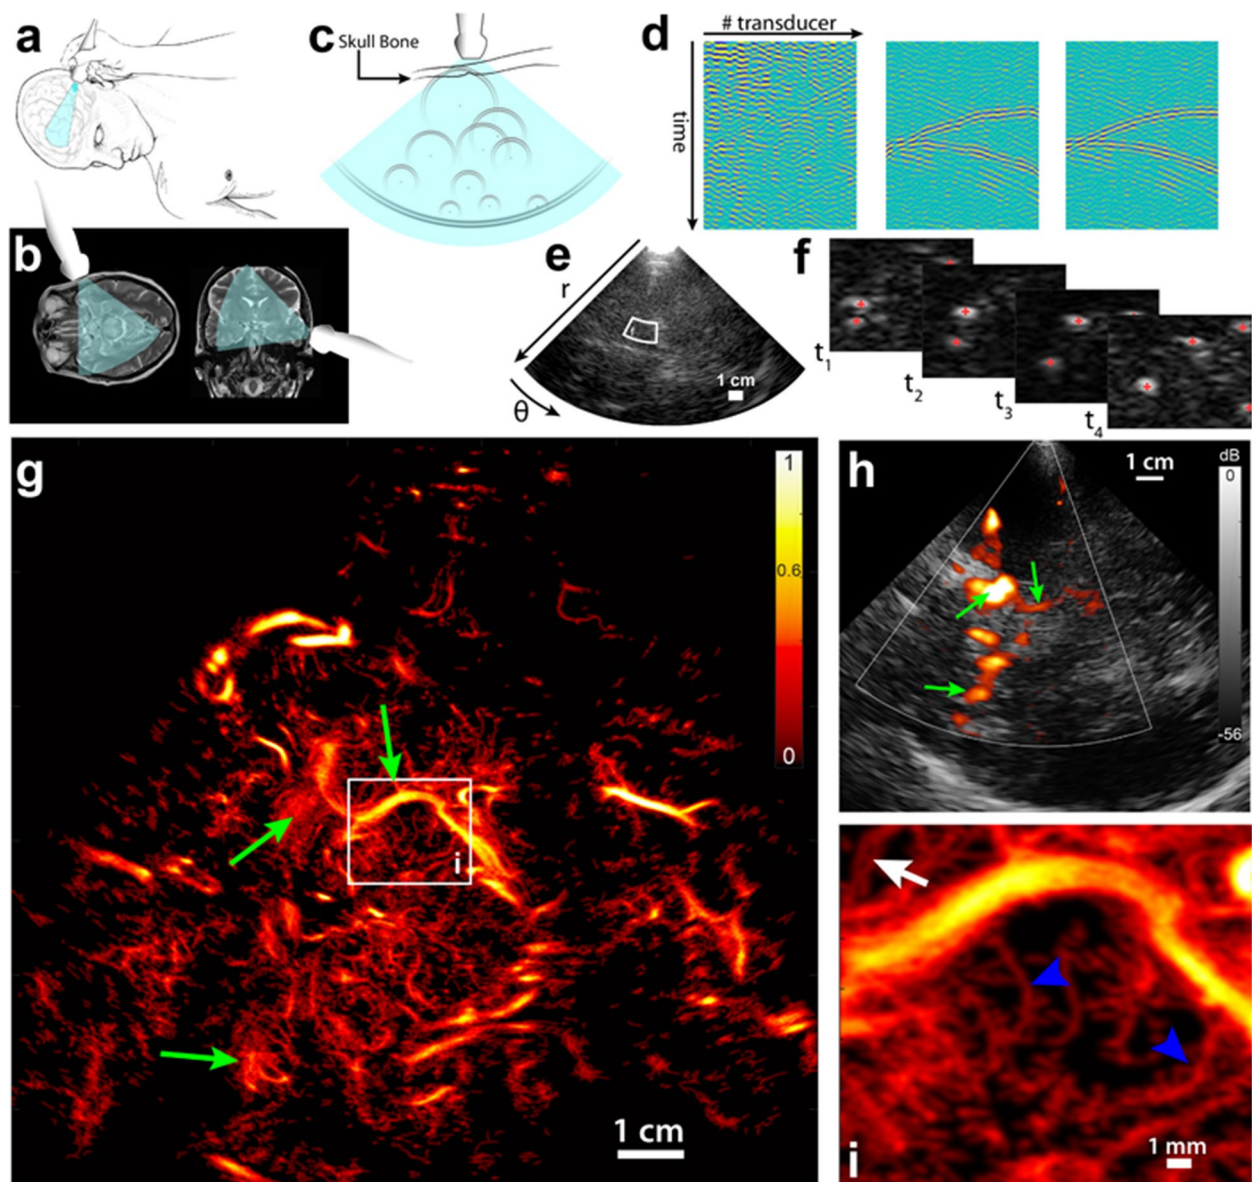 a
c
Skull Bone
d
# transducer
time
b
e
r
θ
1 cm
f
t1
t2
t3
t4
g
1
0.6
0
i
1 cm
h
1 cm
dB
0
-56
i
1 mm